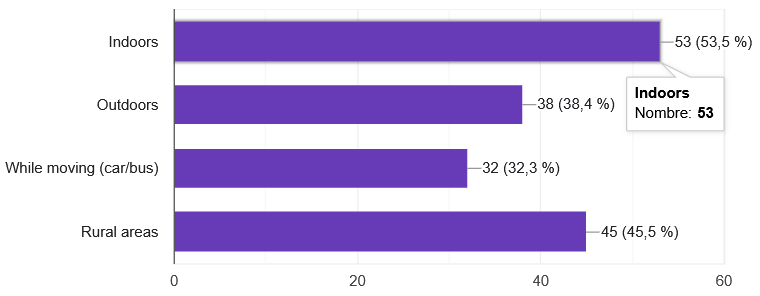 Indoors
53 (53,5 %)
Indoors
Nombre: 53
Outdoors
38 (38,4 %)
While moving (car/bus)
32 (32,3 %)
Rural areas
45 (45,5 %)
0
20
40
60